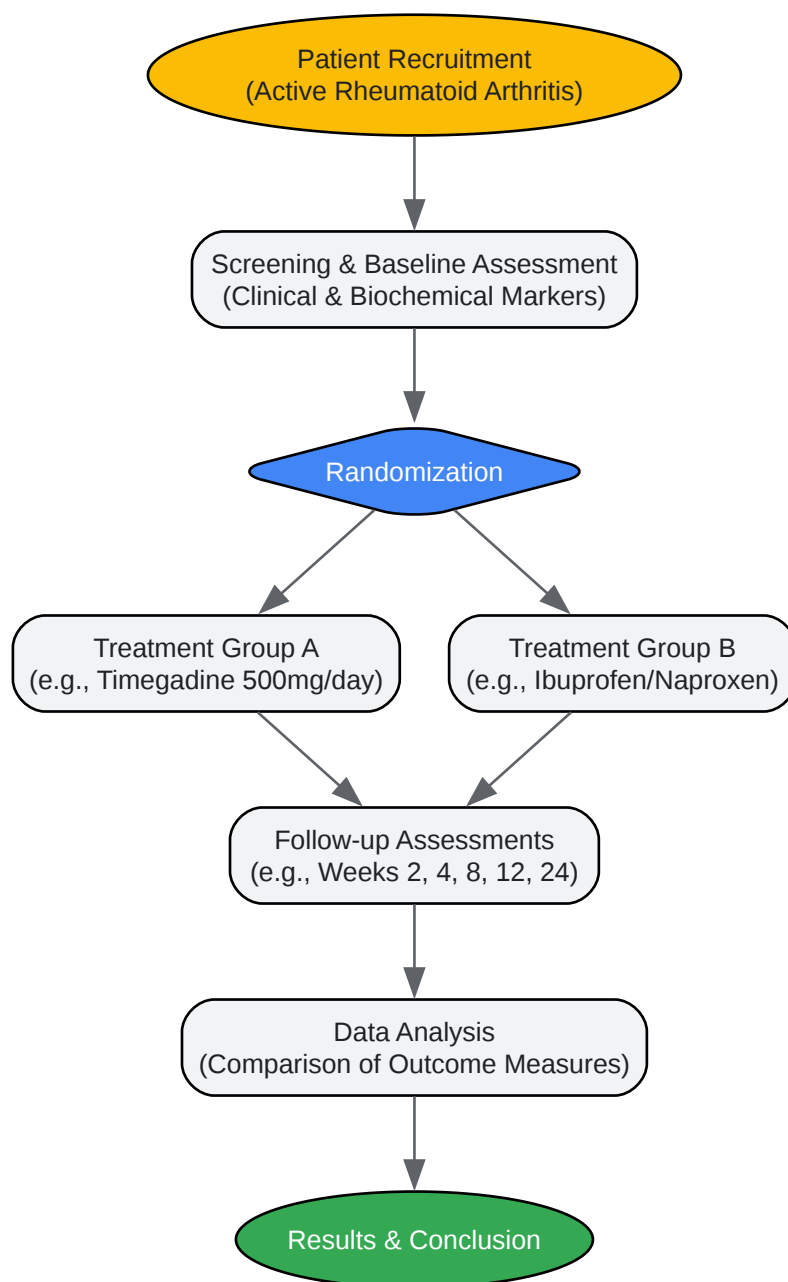 Patient Recruitment
(Active Rheumatoid Arthritis)
Screening & Baseline Assessment
(Clinical & Biochemical Markers)
Randomization
Treatment Group A
(e.g., Timegadine 500mg/day)
Treatment Group B
(e.g., Ibuprofen/Naproxen)
Follow-up Assessments
(e.g., Weeks 2, 4, 8, 12, 24)
Data Analysis
(Comparison of Outcome Measures)
Results & Conclusion